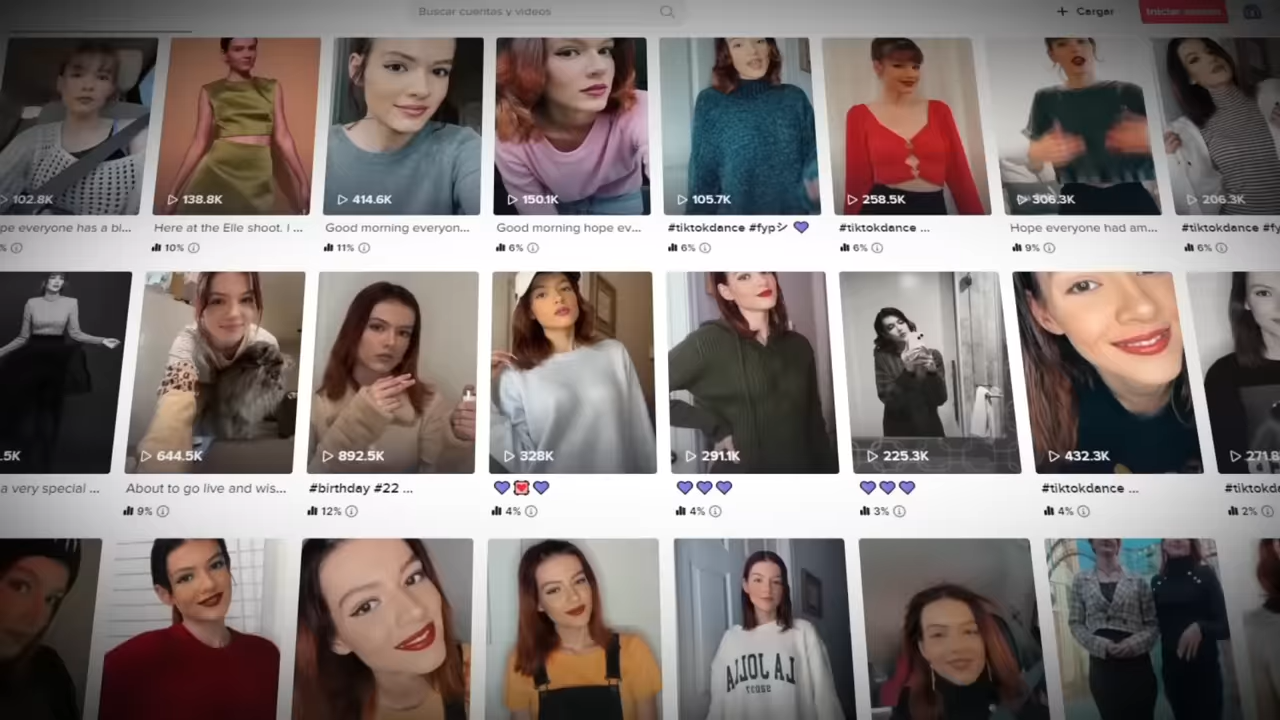 Buscar cuentas y videos
+ Cargar
Iniciar sesión
102.8K
138.8K
414.6K
150.1K
105.7K
258.5K
306.3K
206.3K
pe everyone has a bl...
Here at the Elle shoot. I ...
Good morning everyon...
Good morning hope ev...
#tiktokdance #fypシ 💜
#tiktokdance ...
Hope everyone had am...
#tiktokdance #fy
%
10%
11%
6%
6%
6%
9%
6%
.5K
644.5K
892.5K
328K
291.1K
225.3K
432.3K
271.8
a very special ...
About to go live and wis...
#birthday #22 ...
💜💟💜
💜💜💜
💜💜💜
#tiktokdance ...
#tiktokd
9%
12%
4%
4%
3%
4%
2%
LA JOLLA